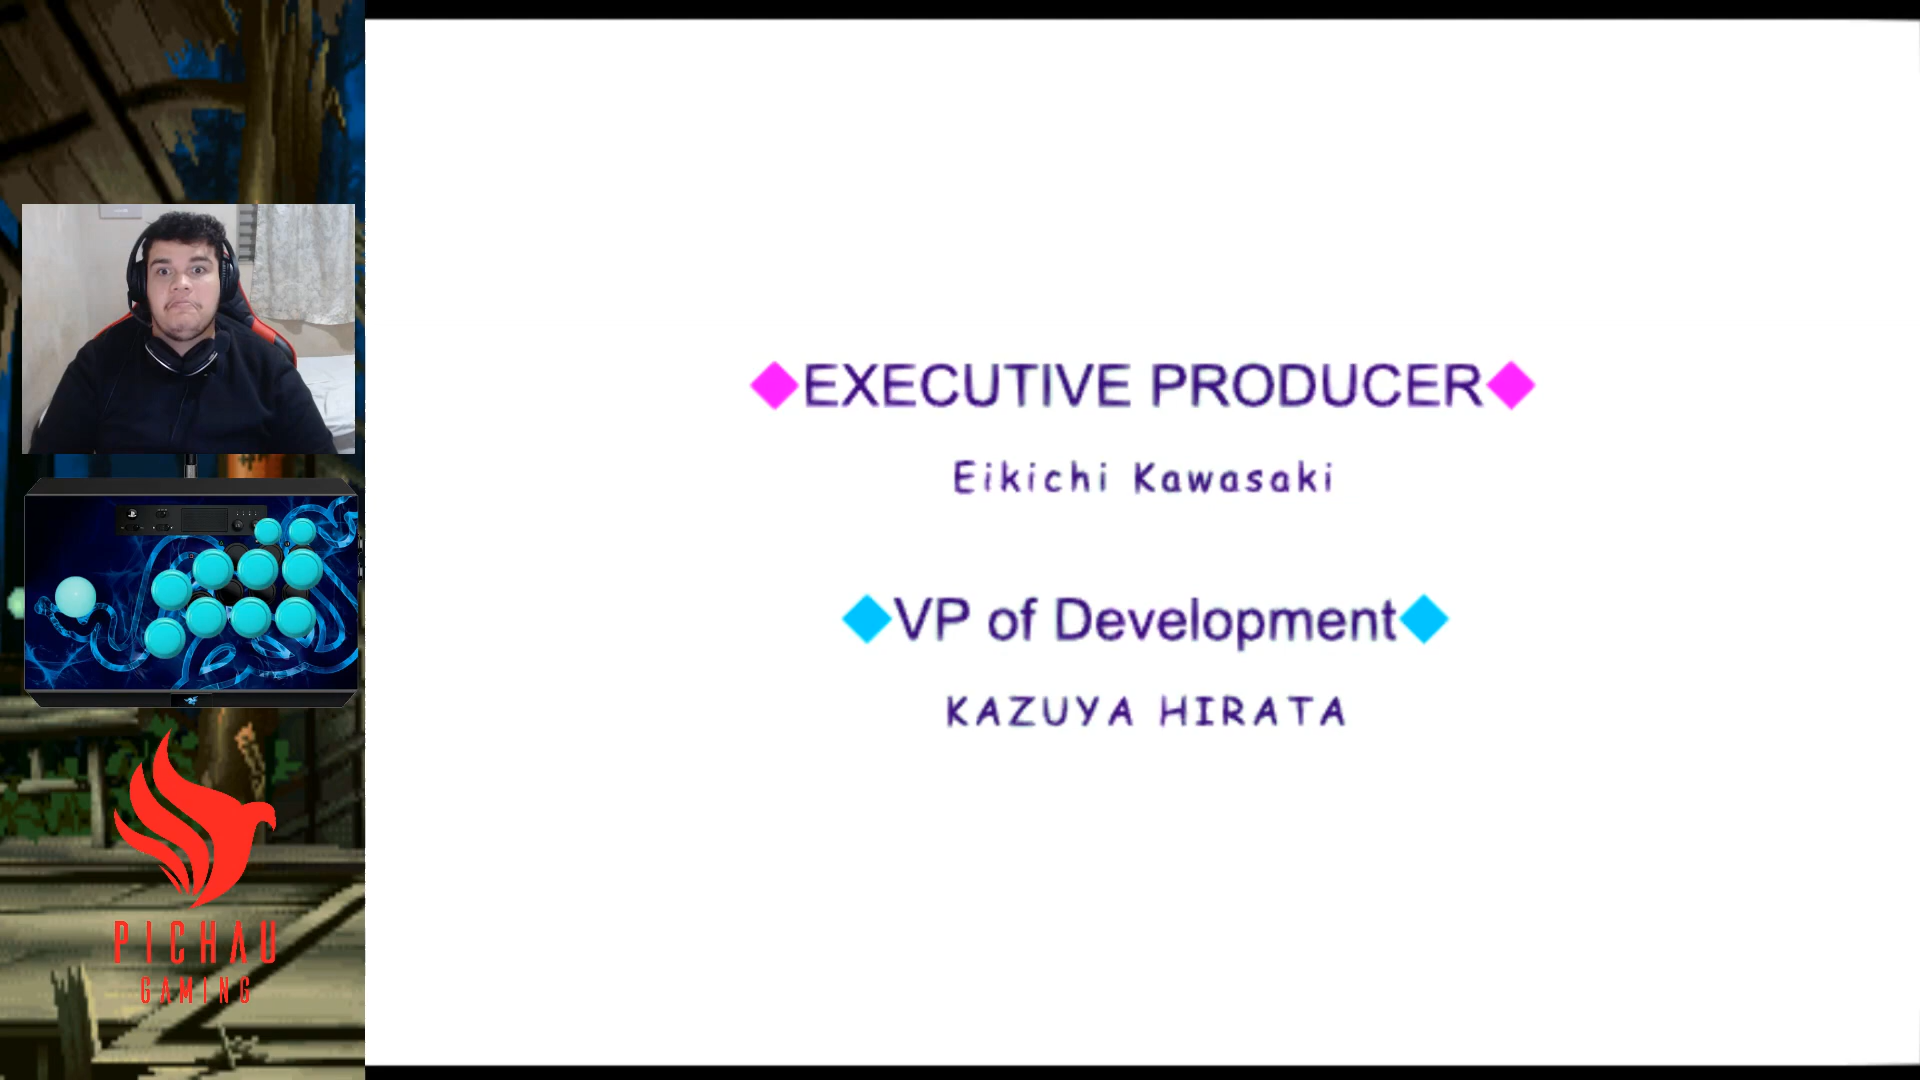 ◆EXECUTIVE PRODUCER◆
Eikichi Kawasaki
◆VP of Development◆
KAZUYA HIRATA
PICHAU
GAMING